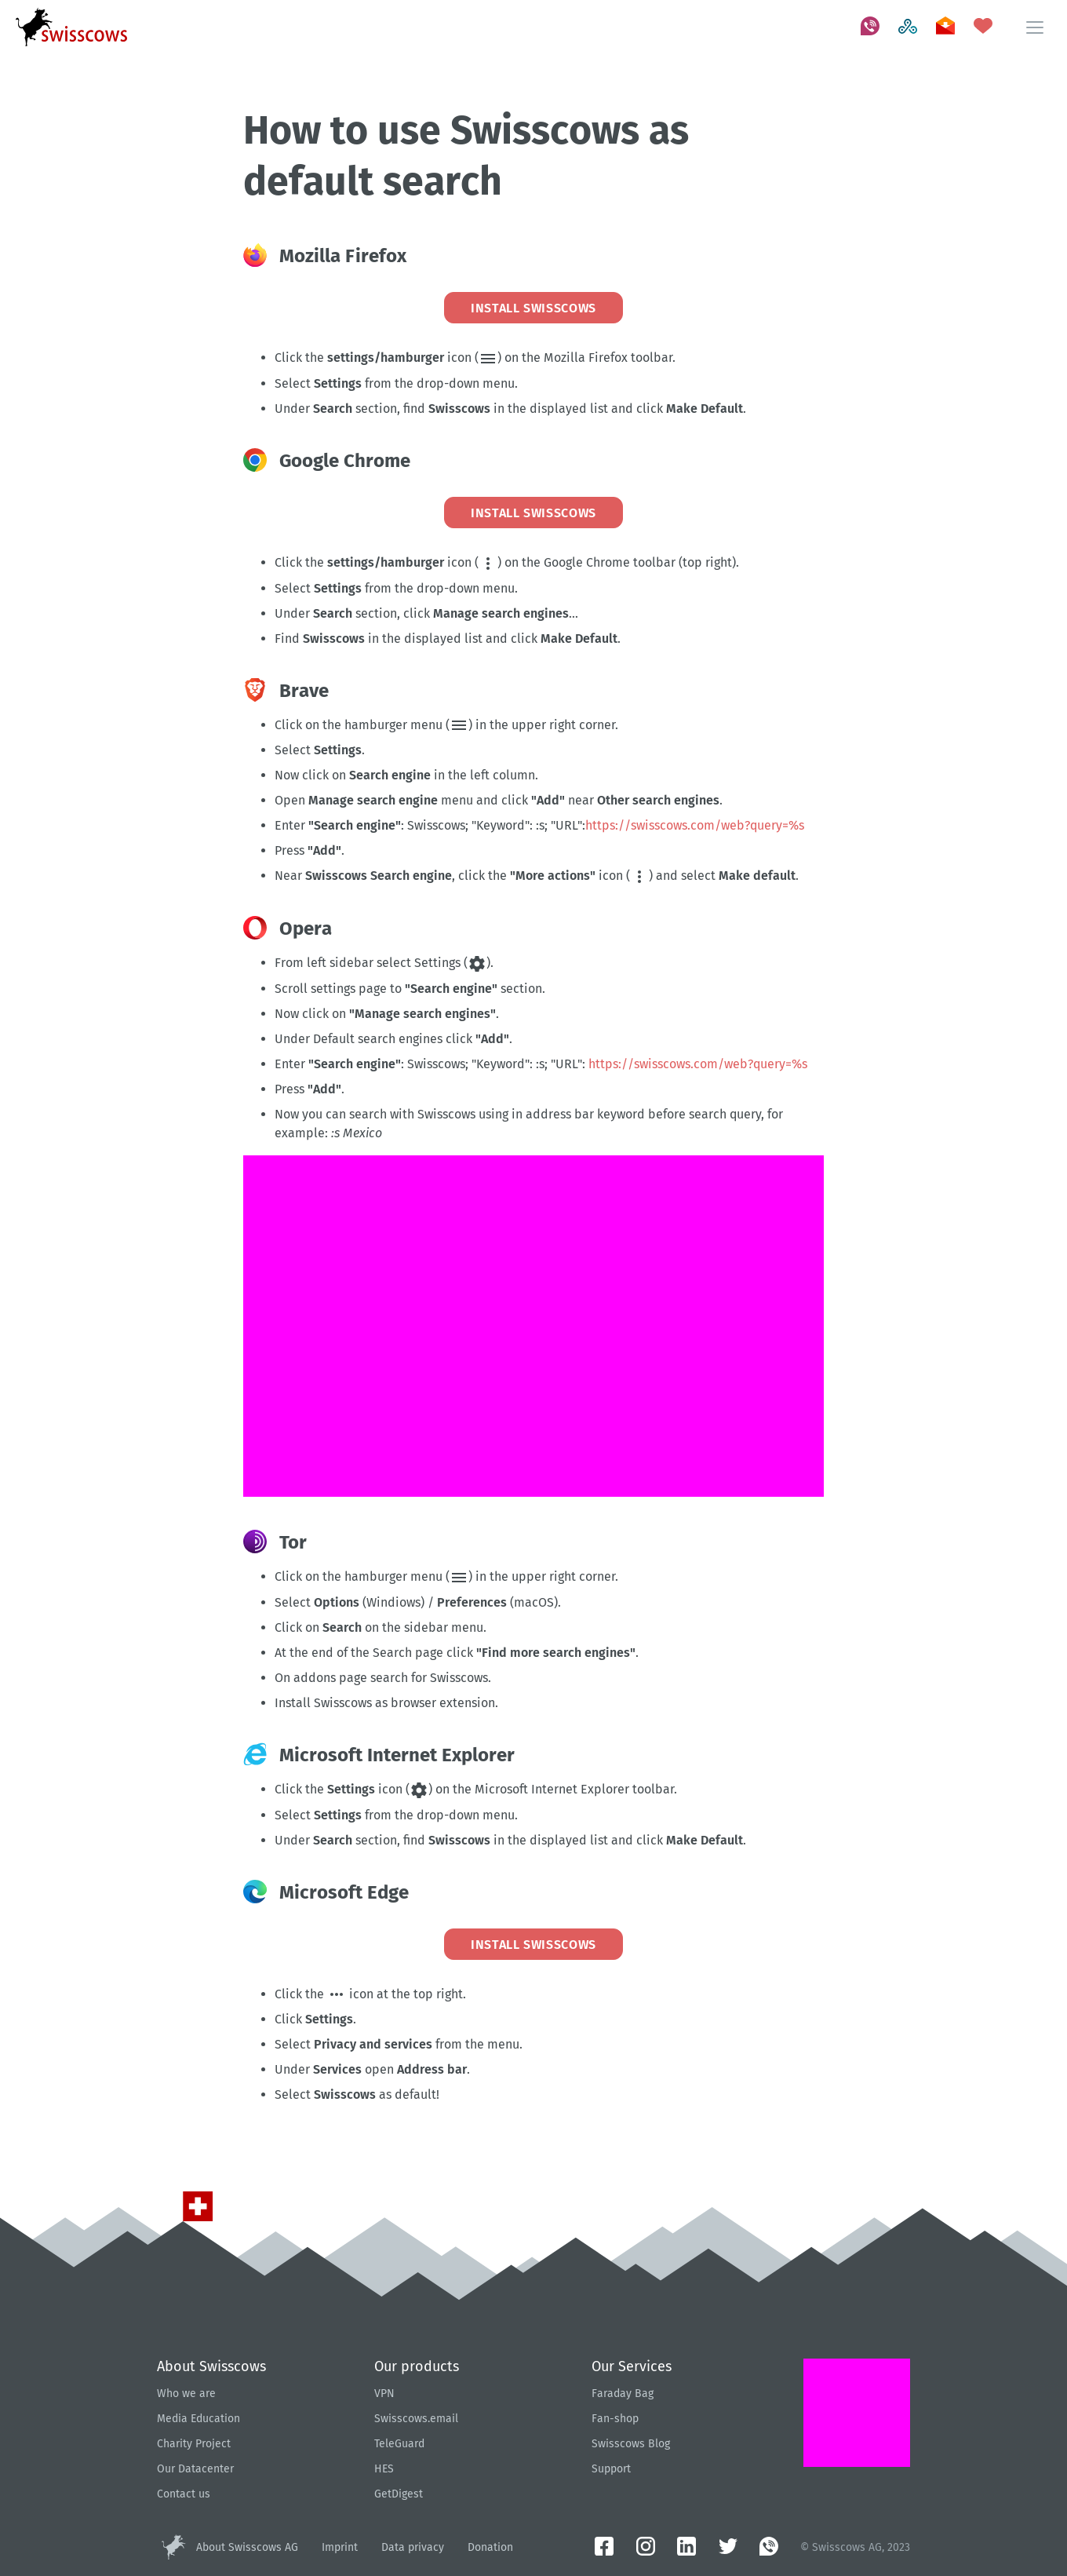 swisscows
How to use Swisscows as
default search
Mozilla Firefox
INSTALL SWISSCOWS
Click the settings/hamburger icon ( ) on the Mozilla Firefox toolbar.
Select Settings from the drop-down menu.
Under Search section, find Swisscows in the displayed list and click Make Default.
Google Chrome
INSTALL SWISSCOWS
Click the settings/hamburger icon ( ) on the Google Chrome toolbar (top right).
Select Settings from the drop-down menu.
Under Search section, click Manage search engines...
Find Swisscows in the displayed list and click Make Default.
Brave
Click on the hamburger menu ( ) in the upper right corner.
Select Settings.
Now click on Search engine in the left column.
Open Manage search engine menu and click "Add" near Other search engines.
Enter "Search engine": Swisscows; "Keyword": :s; "URL":https://swisscows.com/web?query=%s
Press "Add".
Near Swisscows Search engine, click the "More actions" icon ( ) and select Make default.
Opera
From left sidebar select Settings ( ).
Scroll settings page to "Search engine" section.
Now click on "Manage search engines".
Under Default search engines click "Add".
Enter "Search engine": Swisscows; "Keyword": :s; "URL": https://swisscows.com/web?query=%s
Press "Add".
Now you can search with Swisscows using in address bar keyword before search query, for
example: :s Mexico
Tor
Click on the hamburger menu ( ) in the upper right corner.
Select Options (Windiows) / Preferences (macOS).
Click on Search on the sidebar menu.
At the end of the Search page click "Find more search engines".
On addons page search for Swisscows.
Install Swisscows as browser extension.
Microsoft Internet Explorer
Click the Settings icon ( ) on the Microsoft Internet Explorer toolbar.
Select Settings from the drop-down menu.
Under Search section, find Swisscows in the displayed list and click Make Default.
Microsoft Edge
INSTALL SWISSCOWS
Click the ... icon at the top right.
Click Settings.
Select Privacy and services from the menu.
Under Services open Address bar.
Select Swisscows as default!
About Swisscows
Who we are
Media Education
Charity Project
Our Datacenter
Contact us
Our products
VPN
Swisscows.email
TeleGuard
HES
GetDigest
Our Services
Faraday Bag
Fan-shop
Swisscows Blog
Support
About Swisscows AG Imprint Data privacy Donation
© Swisscows AG, 2023